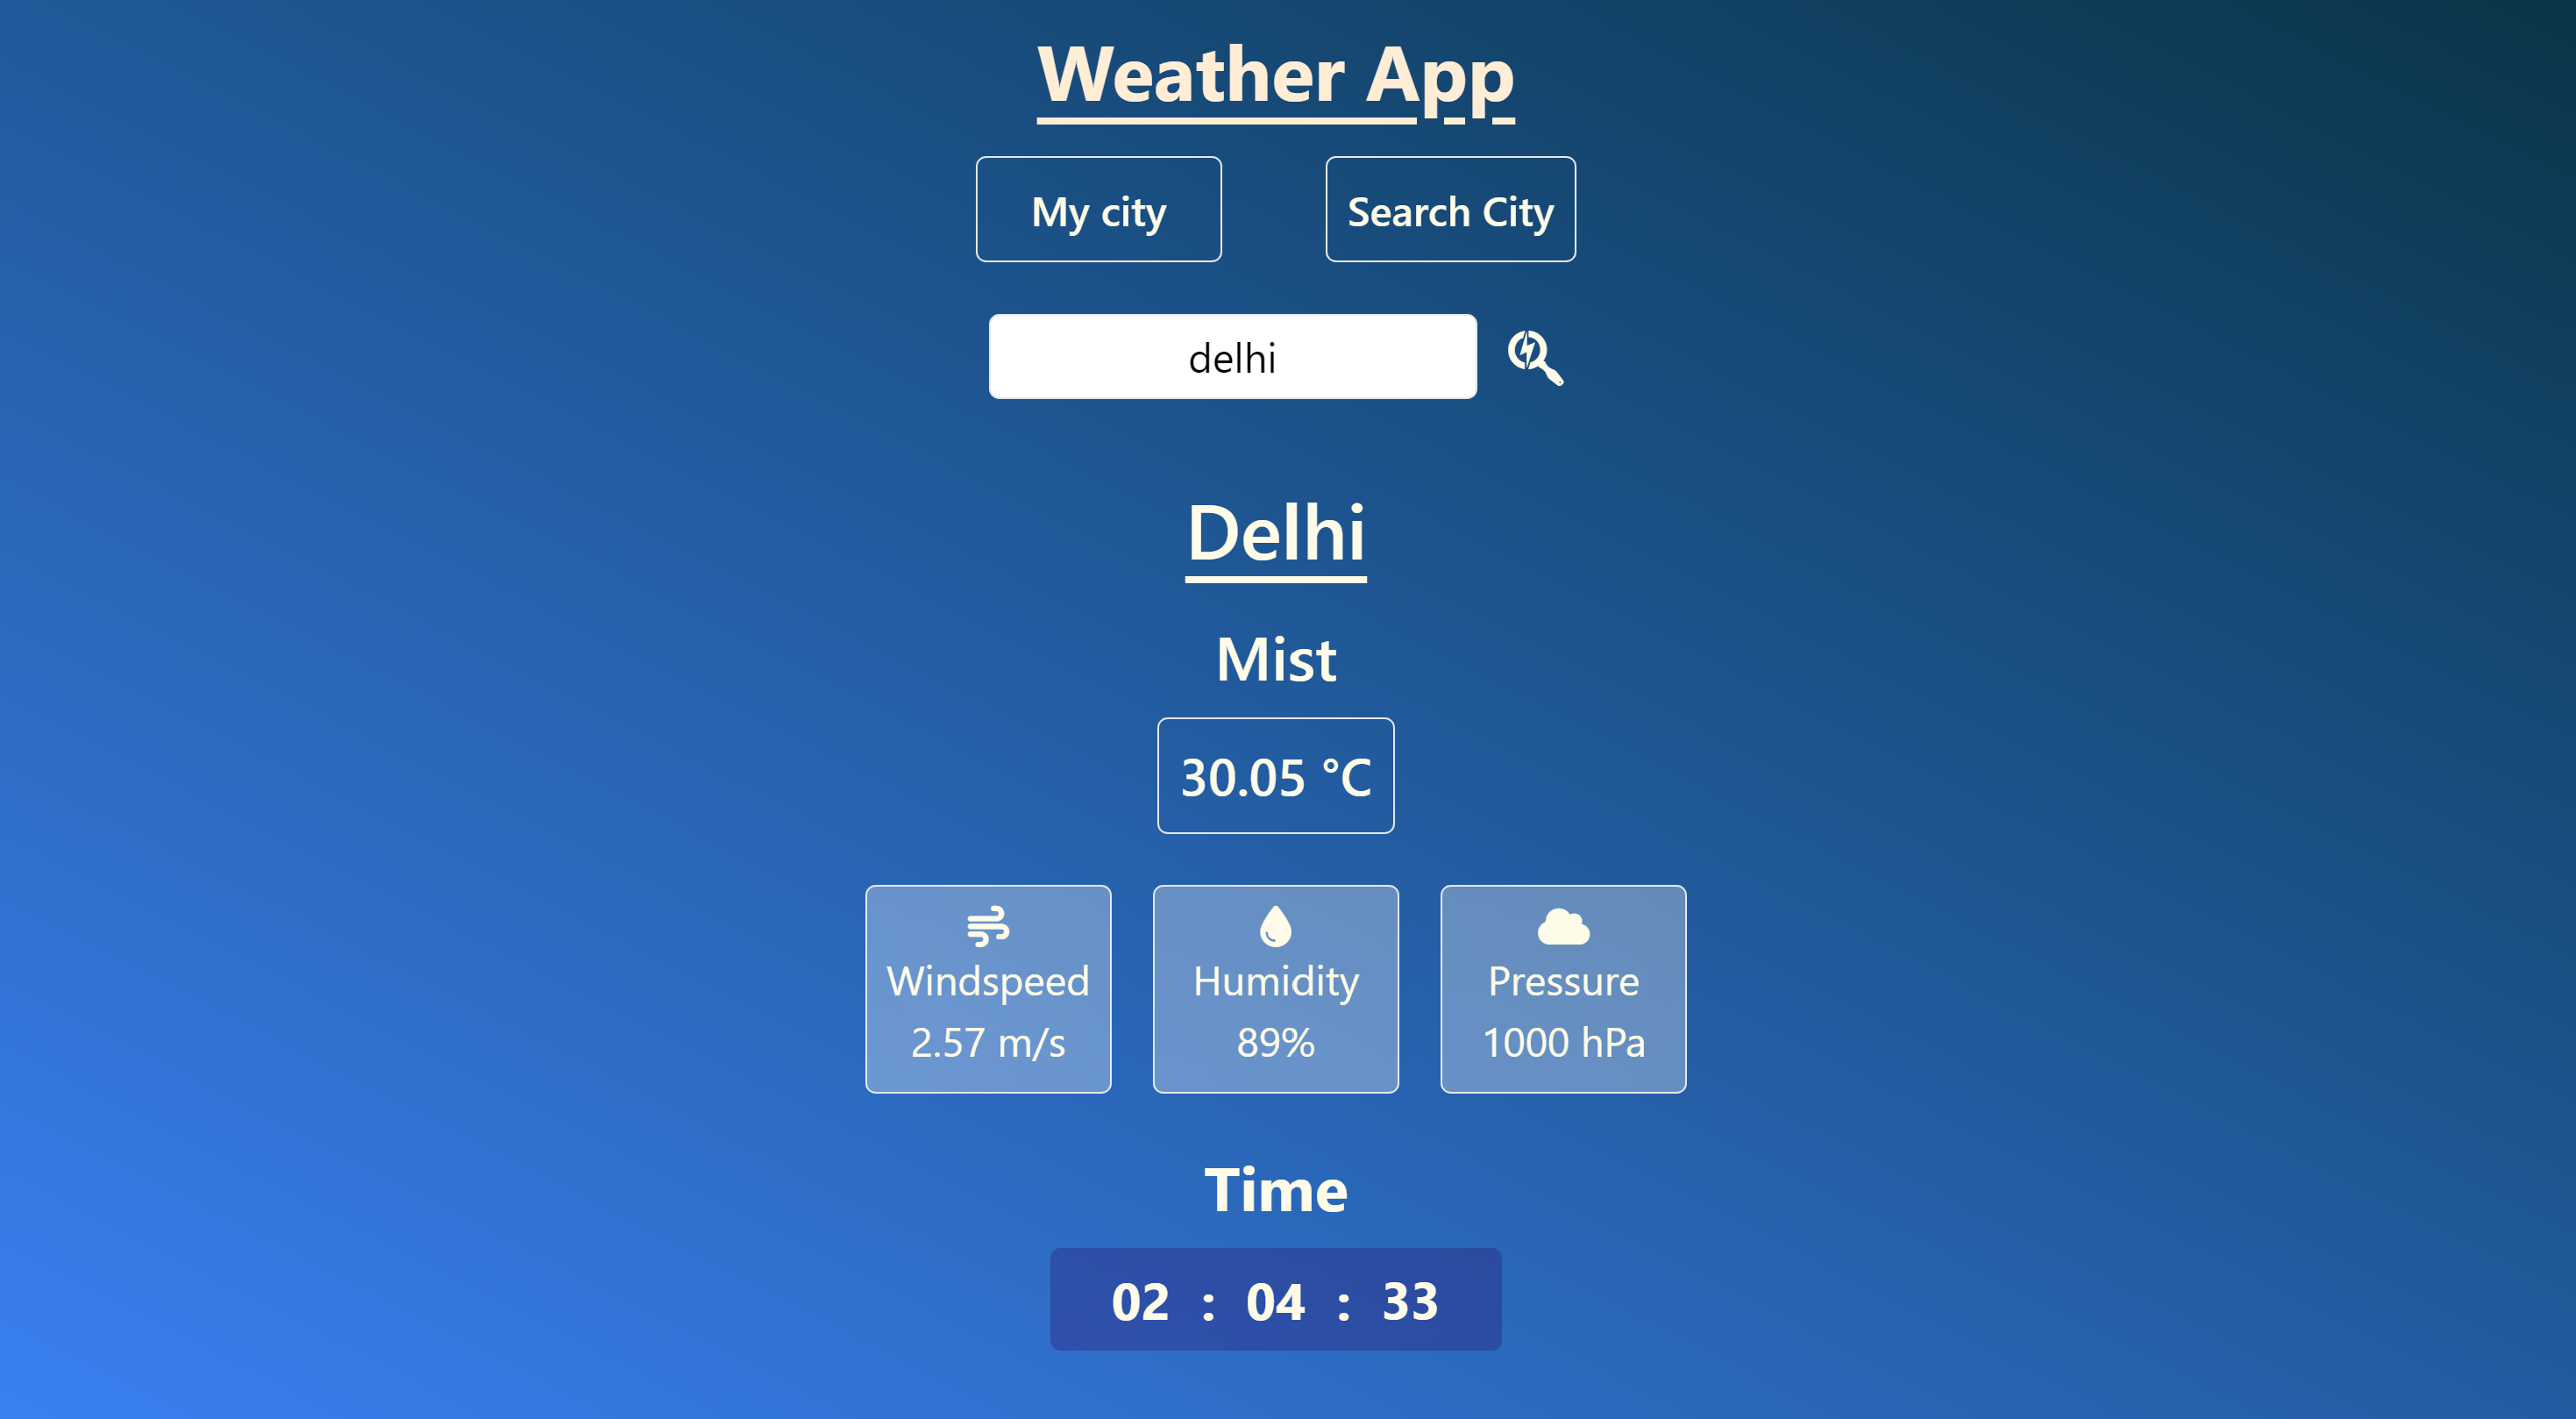 Weather App
My city
Search City
delhi
Delhi
Mist
30.05 °C
Windspeed
2.57 m/s
Humidity
89%
Pressure
1000 hPa
Time
02 : 04 : 33